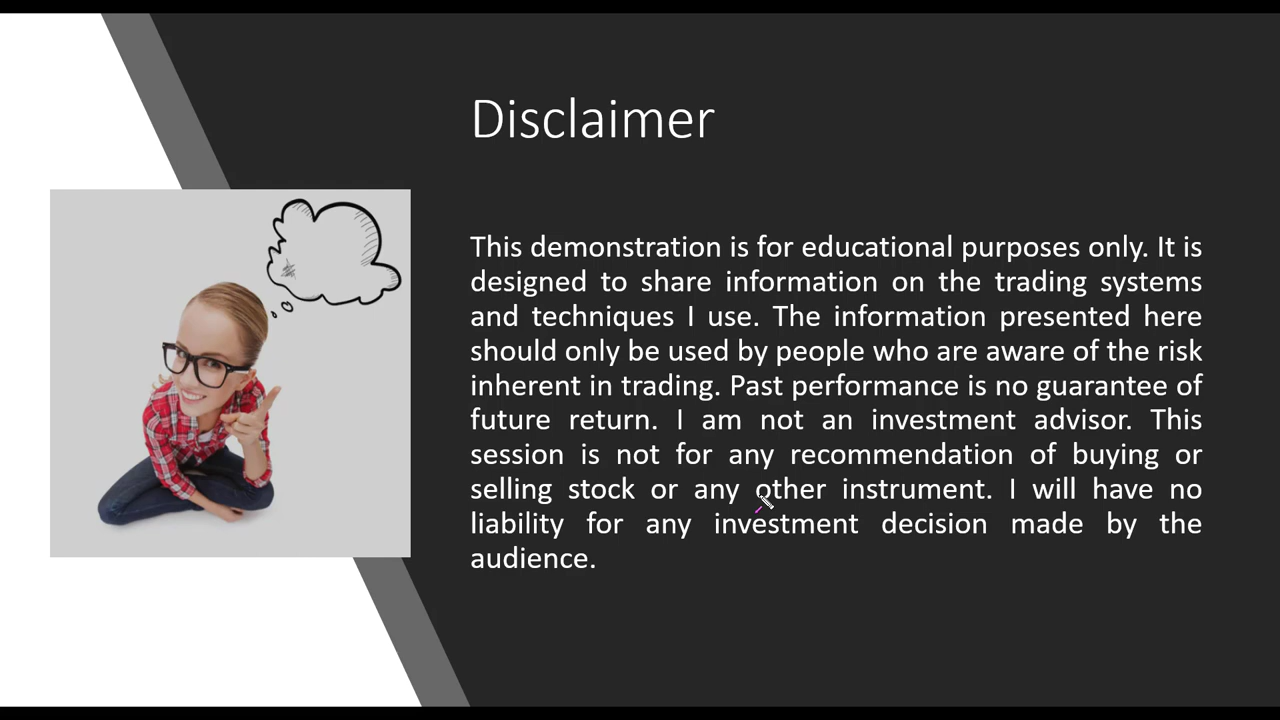 Disclaimer
This demonstration is for educational purposes only. It is
designed to share information on the trading systems
and techniques I use. The information presented here
should only be used by people who are aware of the risk
inherent in trading. Past performance is no guarantee of
future return. I am not an investment advisor. This
session is not for any recommendation of buying or
selling stock or any other instrument. I will have no
liability for any investment decision made by the
audience.